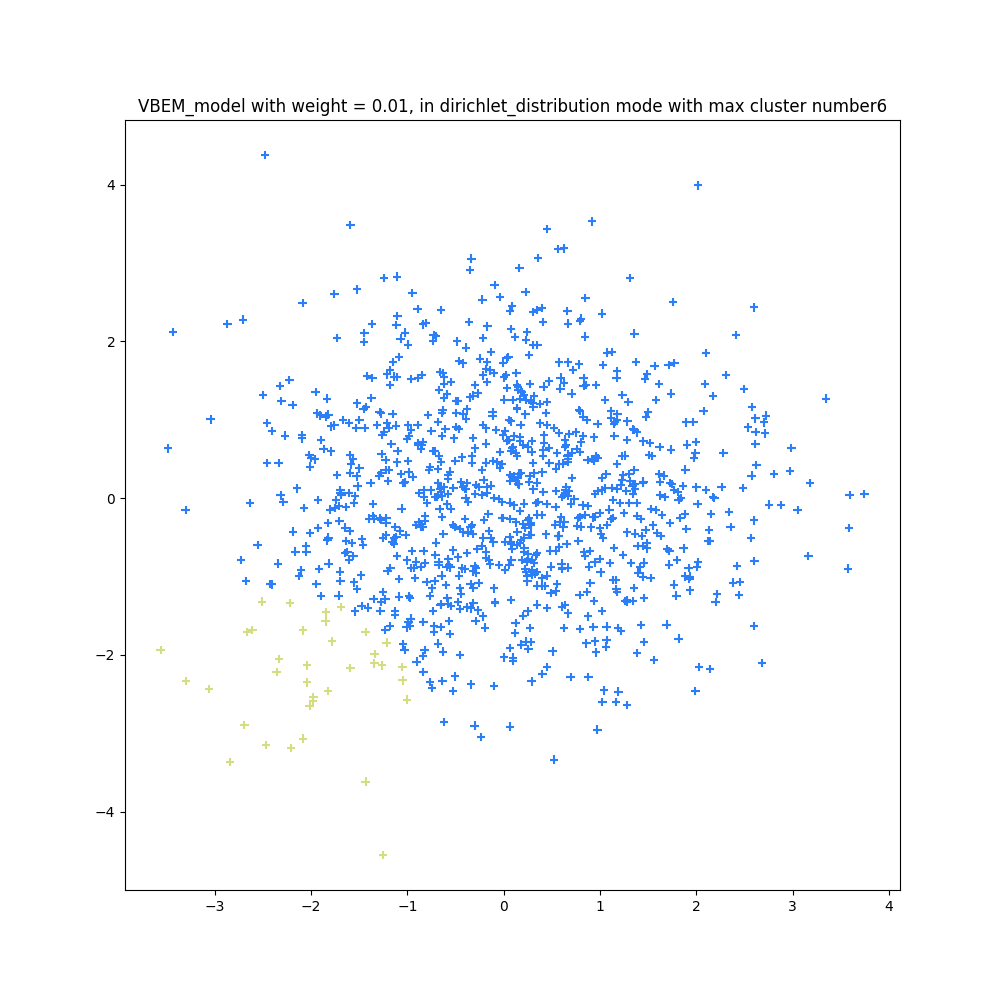 VBEM_model with weight = 0.01, in dirichlet_distribution mode with max cluster number6
4
2
0
−2
−4
−3 −2 −1 0 1 2 3 4